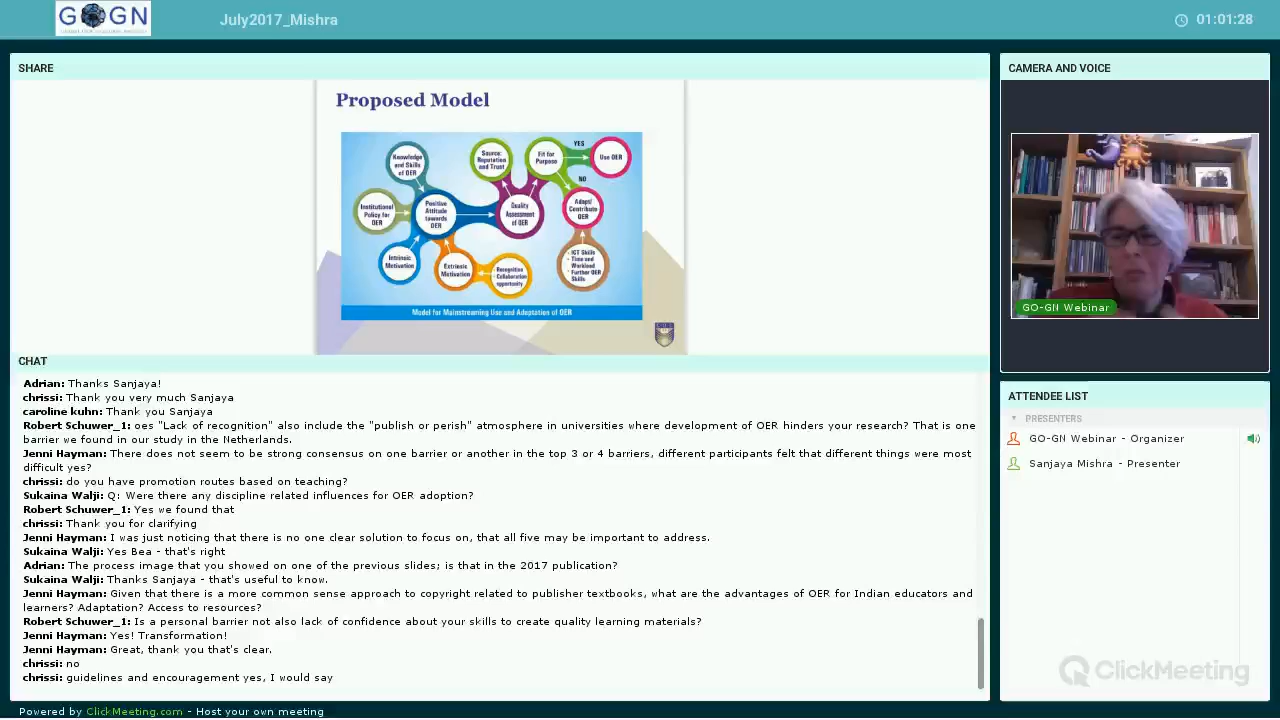 GOGN
July2017_Mishra
01:01:28
SHARE
Proposed Model
Knowledge
and Skills
of OER
Source:
Reputation
and Trust
Fit for
Purpose
YES
Use OER
NO
Institutional
Policy for
OER
Positive
Attitude
towards
OER
Quality
Assessment
of OER
Adapt/
Contribute
OER
Intrinsic
Motivation
Extrinsic
Motivation
Recognition
Collaboration
opportunity
ICT Skills
Time and
Workload
Further OER
Skills
Model for Mainstreaming Use and Adaptation of OER
CHAT
Adrian: Thanks Sanjaya!
chrissi: Thank you very much Sanjaya
caroline kuhn: Thank you Sanjaya
Robert Schuwer_1: oes "Lack of recognition" also include the "publish or perish" atmosphere in universities where development of OER hinders your research? That is one
barrier we found in our study in the Netherlands.
Jenni Hayman: There does not seem to be strong consensus on one barrier or another in the top 3 or 4 barriers, different participants felt that different things were most
difficult yes?
chrissi: do you have promotion routes based on teaching?
Sukaina Walji: Q: Were there any discipline related influences for OER adoption?
Robert Schuwer_1: Yes we found that
chrissi: Thank you for clarifying
Jenni Hayman: I was just noticing that there is no one clear solution to focus on, that all five may be important to address.
Sukaina Walji: Yes Bea - that's right
Adrian: The process image that you showed on one of the previous slides; is that in the 2017 publication?
Sukaina Walji: Thanks Sanjaya - that's useful to know.
Jenni Hayman: Given that there is a more common sense approach to copyright related to publisher textbooks, what are the advantages of OER for Indian educators and
learners? Adaptation? Access to resources?
Robert Schuwer_1: Is a personal barrier not also lack of confidence about your skills to create quality learning materials?
Jenni Hayman: Yes! Transformation!
Jenni Hayman: Great, thank you that's clear.
chrissi: no
chrissi: guidelines and encouragement yes, I would say
CAMERA AND VOICE
GO-GN Webinar
ATTENDEE LIST
PRESENTERS
GO-GN Webinar - Organizer
Sanjaya Mishra - Presenter
ClickMeeting
Powered by ClickMeeting.com - Host your own meeting